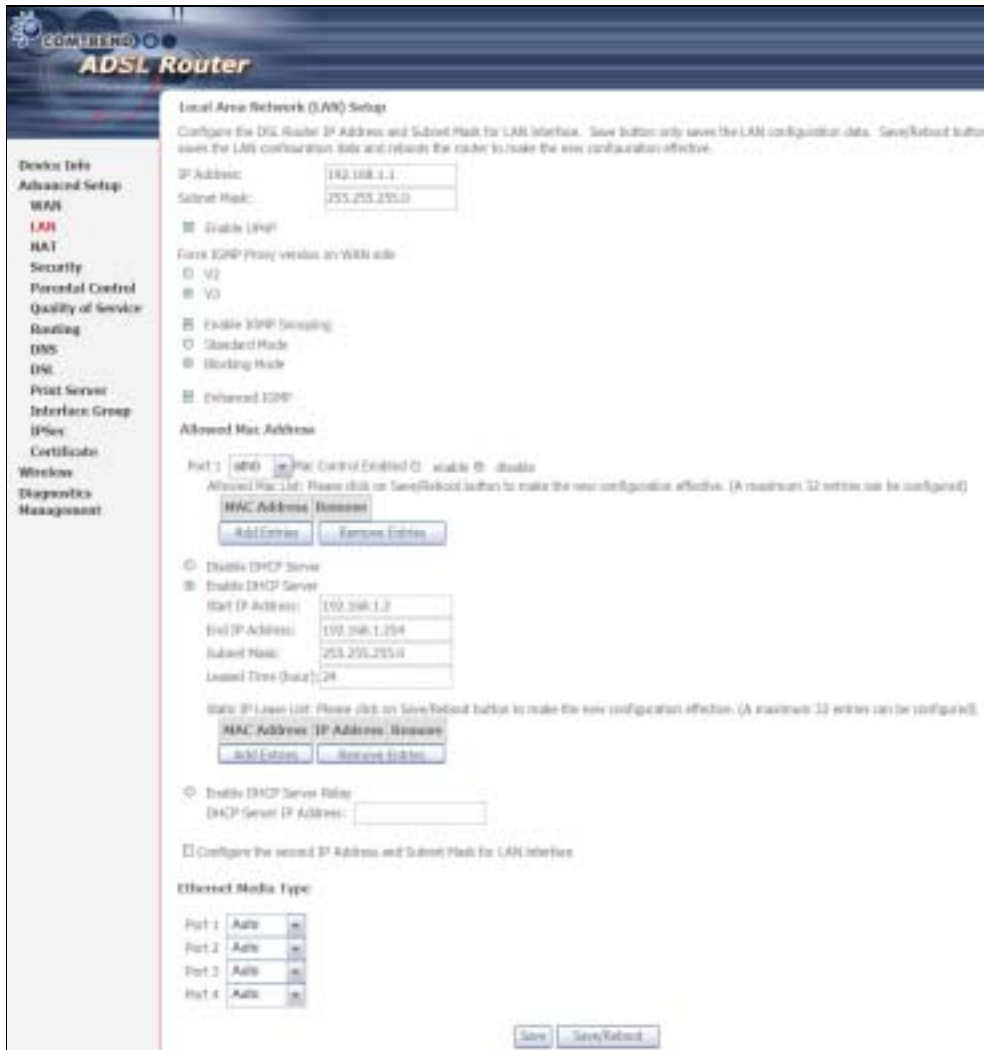 COMTREND
ADSL Router
Device Info
Advanced Setup
WAN
LAN
NAT
Security
Parental Control
Quality of Service
Routing
DNS
DSL
Print Server
Interface Group
IPSec
Certificate
Wireless
Diagnostics
Management
Local Area Network (LAN) Setup
Configure the DSL Router IP Address and Subnet Mask for LAN interface. Save button only saves the LAN configuration data. Save/Reboot button
saves the LAN configuration data and reboots the router to make the new configuration effective.
IP Address: 192.168.1.1
Subnet Mask: 255.255.255.0
Enable UPnP
Force IGMP Proxy version on WAN side
V2
V3
Enable IGMP Snooping
Standard Mode
Blocking Mode
Enhanced IGMP
Allowed Mac Address
Port : eth0 Mac Control Enabled enable disable
Allowed Mac List: Please click on Save/Reboot button to make the new configuration effective. (A maximum 32 entries can be configured)
MAC Address Remove
Add Entries Remove Entries
Disable DHCP Server
Enable DHCP Server
Start IP Address: 192.168.1.2
End IP Address: 192.168.1.254
Subnet Mask: 255.255.255.0
Leased Time (hour): 24
Static IP Lease List: Please click on Save/Reboot button to make the new configuration effective. (A maximum 32 entries can be configured)
MAC Address IP Address Remove
Add Entries Remove Entries
Enable DHCP Server Relay
DHCP Server IP Address:
Configure the second IP Address and Subnet Mask for LAN interface
Ethernet Media Type
Port 1 Auto
Port 2 Auto
Port 3 Auto
Port 4 Auto
Save Save/Reboot